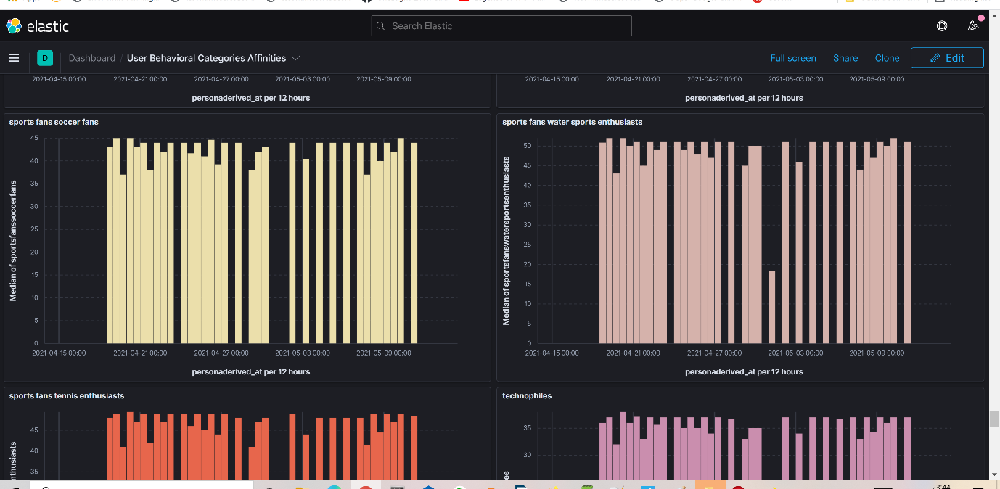 elastic
Search Elastic
D
Dashboard / User Behavioral Categories Affinities
Full screen
Share
Clone
Edit
2021-04-15 00:00 2021-04-21 00:00 2021-04-27 00:00 2021-05-03 00:00 2021-05-09 00:00
personaderived_at per 12 hours
2021-04-15 00:00 2021-04-21 00:00 2021-04-27 00:00 2021-05-03 00:00 2021-05-09 00:00
personaderived_at per 12 hours
sports fans soccer fans
Median of sportsfanssoccerfans
45
40
35
30
25
20
15
10
5
0
2021-04-15 00:00 2021-04-21 00:00 2021-04-27 00:00 2021-05-03 00:00 2021-05-09 00:00
personaderived_at per 12 hours
sports fans water sports enthusiasts
Median of sportsfanswatersportsenthusiasts
50
45
40
35
30
25
20
15
10
5
0
2021-04-15 00:00 2021-04-21 00:00 2021-04-27 00:00 2021-05-03 00:00 2021-05-09 00:00
personaderived_at per 12 hours
sports fans tennis enthusiasts
45
40
35
technophiles
35
30
23:44